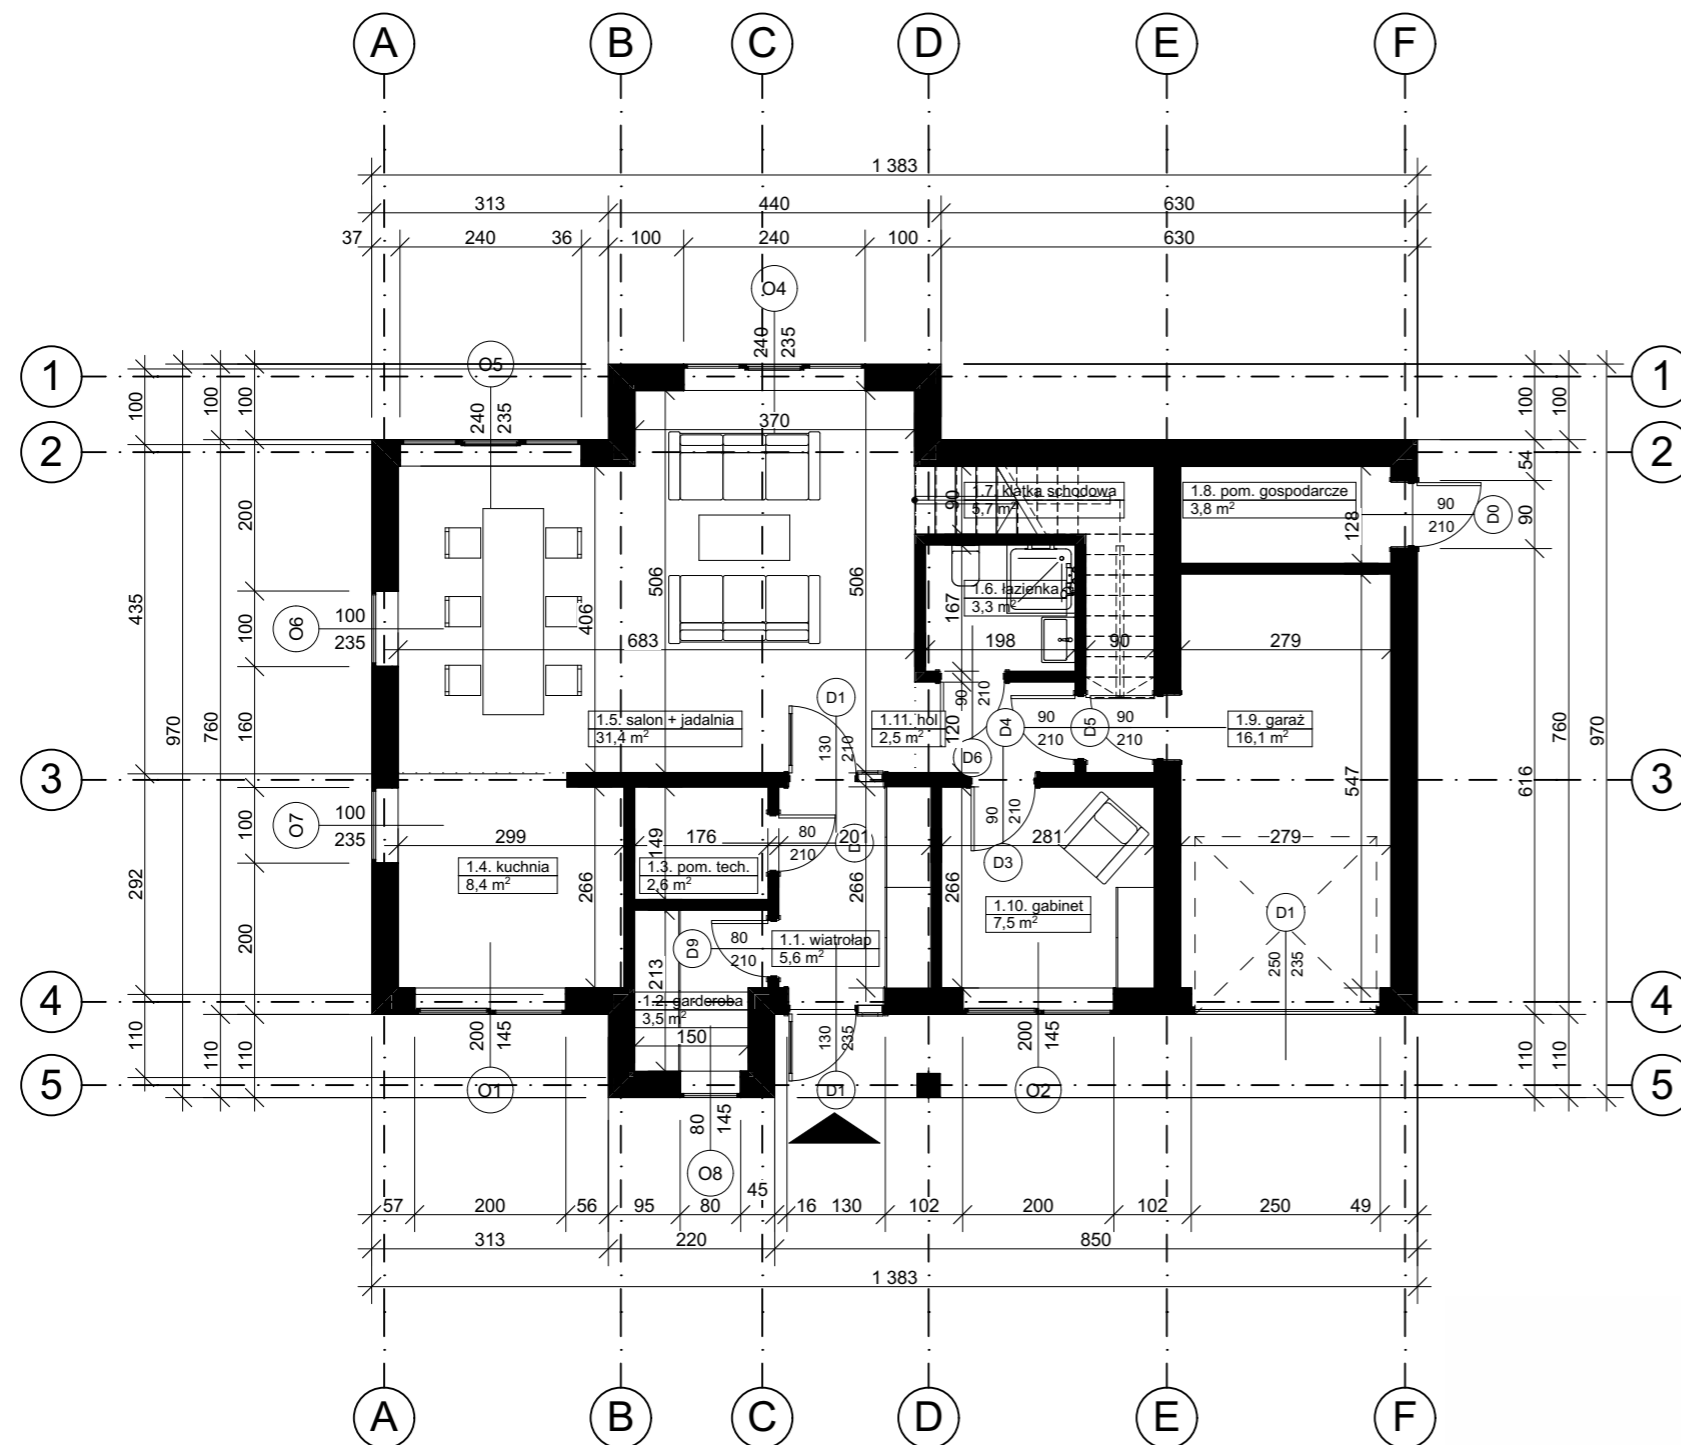 A B C D E F
1 383
313 440 630
37 240 36 100 240 100 630
O4
240 235
O5
240 235
1 1
2 2
3 3
4 4
5 5
100 435 292 110
970
100 760 110
100 200 100 160 100 200 110
100 54 90 616 110
100 760 110
970
370
1.7. klatka schodowa
5,7 m²
90
1.8. pom. gospodarcze
3,8 m²
128
90
210
D0
506 506
406
683
O6
100
235
167
1.6. łazienka
3,3 m²
198 90 279
D1
130 210
1.5. salon + jadalnia
31,4 m²
1.11. hol
2,5 m²
120
90 210
D6
D4
90
210
D5
90
210
1.9. garaż
16,1 m²
547
O7
100
235
299
149
176
80
210
201
D
90 210
D3
281 279
1.4. kuchnia
8,4 m²
266
1.3. pom. tech.
2,6 m²
266 266
1.10. gabinet
7,5 m²
D1
250 235
D9
80
210
1.1. wiatrołap
5,6 m²
213
1.2. garderoba
3,5 m²
150
200 145
O1
130 235
D1
200 145
O2
80 145
O8
57 200 56 95 80 45 16 130 102 200 102 250 49
313 220 850
1 383
A B C D E F